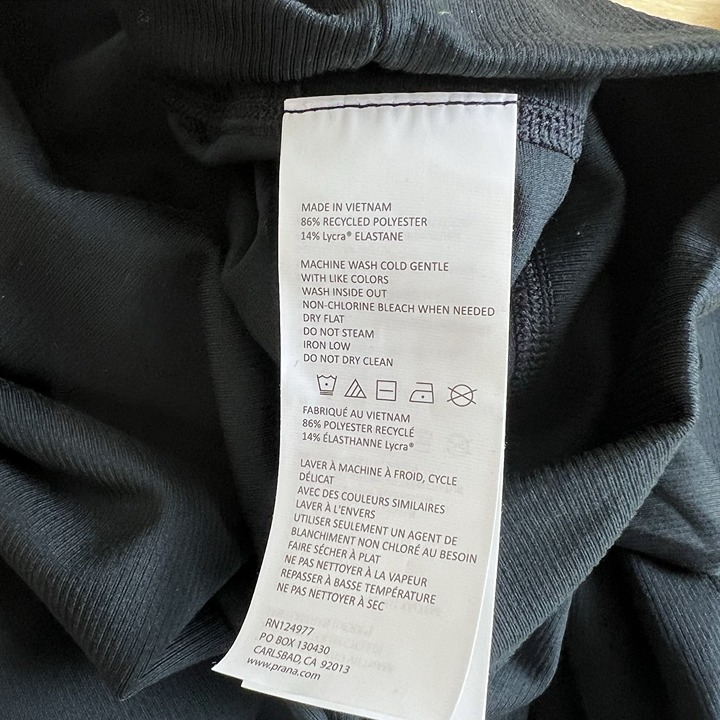 MADE IN VIETNAM
86% RECYCLED POLYESTER
14% Lycra® ELASTANE
MACHINE WASH COLD GENTLE
WITH LIKE COLORS
WASH INSIDE OUT
NON-CHLORINE BLEACH WHEN NEEDED
DRY FLAT
DO NOT STEAM
IRON LOW
DO NOT DRY CLEAN
FABRIQUÉ AU VIETNAM
86% POLYESTER RECYCLÉ
14% ÉLASTHANNE Lycra®
LAVER À MACHINE À FROID, CYCLE
DÉLICAT
AVEC DES COULEURS SIMILAIRES
LAVER À L'ENVERS
UTILISER SEULEMENT UN AGENT DE
BLANCHIMENT NON CHLORÉ AU BESOIN
FAIRE SÉCHER À PLAT
NE PAS NETTOYER À LA VAPEUR
REPASSER À BASSE TEMPÉRATURE
NE PAS NETTOYER À SEC
RN124977
PO BOX 130430
CARLSBAD, CA 92013
www.prana.com